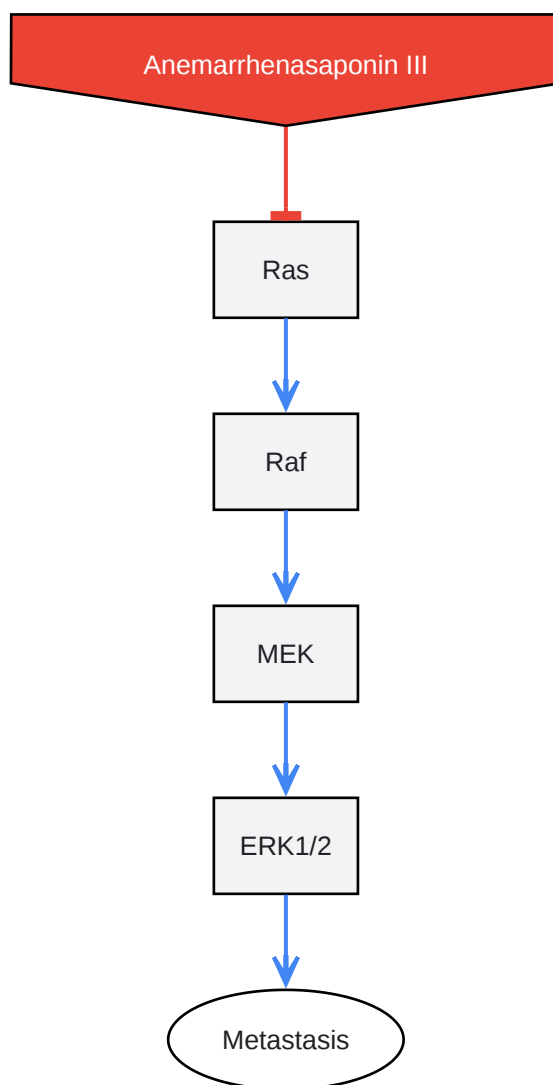 Anemarrhenasaponin III
Ras
Raf
MEK
ERK1/2
Metastasis